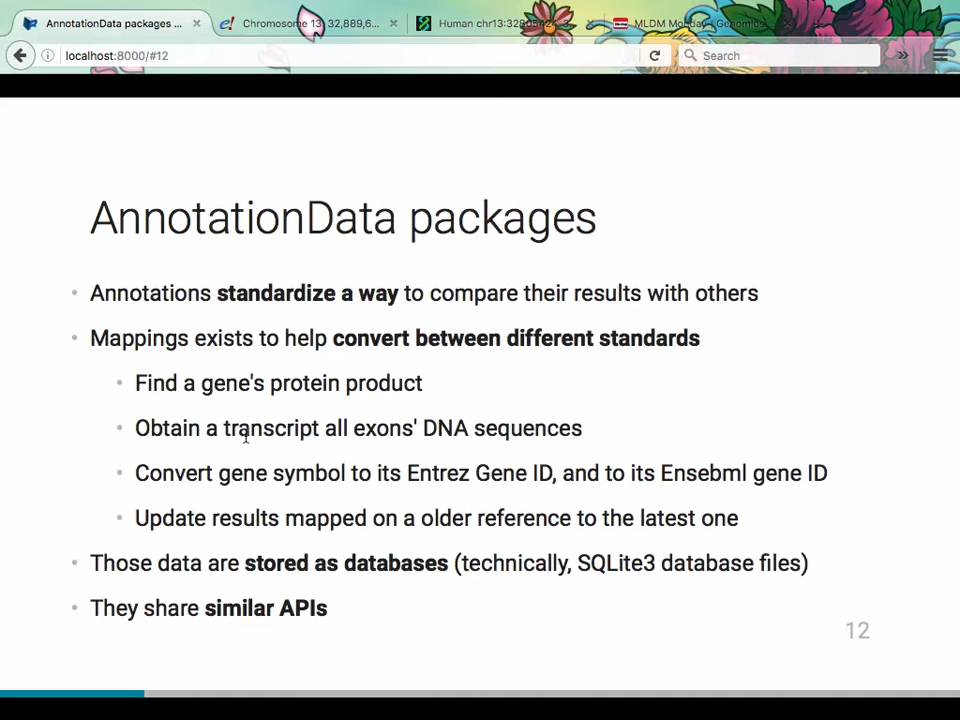 AnnotationData packages ...
Chromosome 13: 32,889,6...
Human chr13:
MLDM Monday
localhost:8000/#12
Search
AnnotationData packages
• Annotations standardize a way to compare their results with others
• Mappings exists to help convert between different standards
• Find a gene's protein product
• Obtain a transcript all exons' DNA sequences
• Convert gene symbol to its Entrez Gene ID, and to its Ensebml gene ID
• Update results mapped on a older reference to the latest one
• Those data are stored as databases (technically, SQLite3 database files)
• They share similar APIs
12